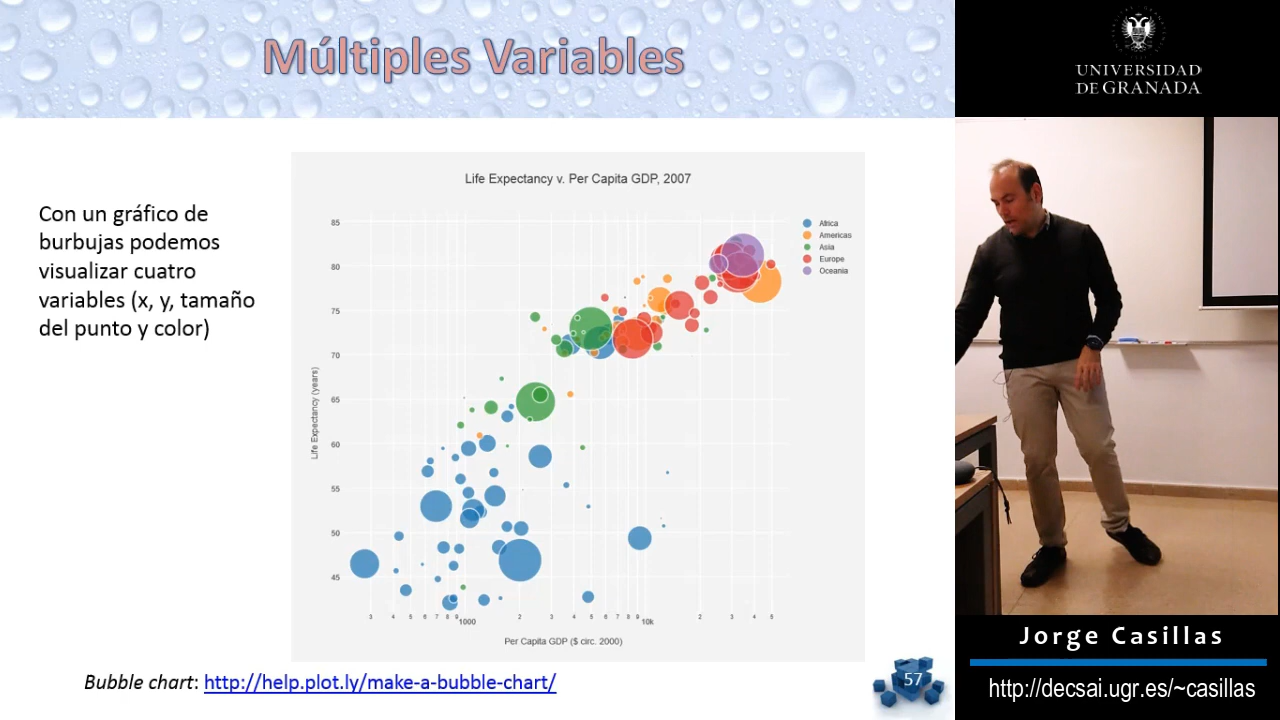 Múltiples Variables
Con un gráfico de
burbujas podemos
visualizar cuatro
variables (x, y, tamaño
del punto y color)
Life Expectancy v. Per Capita GDP, 2007
85
80
75
70
65
60
55
50
45
Life Expectancy (years)
3 4 5 6 7 8 9 1000 2 3 4 5 6 7 8 9 10k 2 3 4 5
Per Capita GDP ($ circ. 2000)
Africa
Americas
Asia
Europe
Oceania
Bubble chart: http://help.plot.ly/make-a-bubble-chart/
57
UNIVERSIDAD
DE GRANADA
Jorge Casillas
http://decsai.ugr.es/~casillas